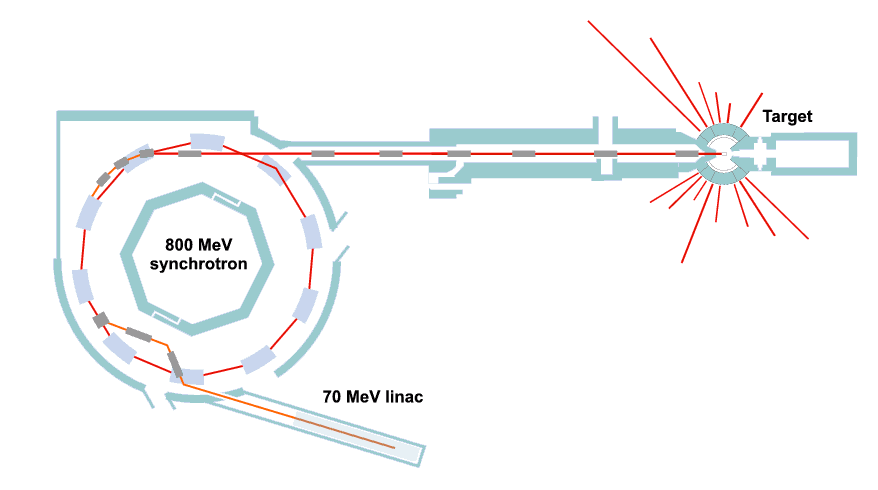 Target
800 MeV
synchrotron
70 MeV linac